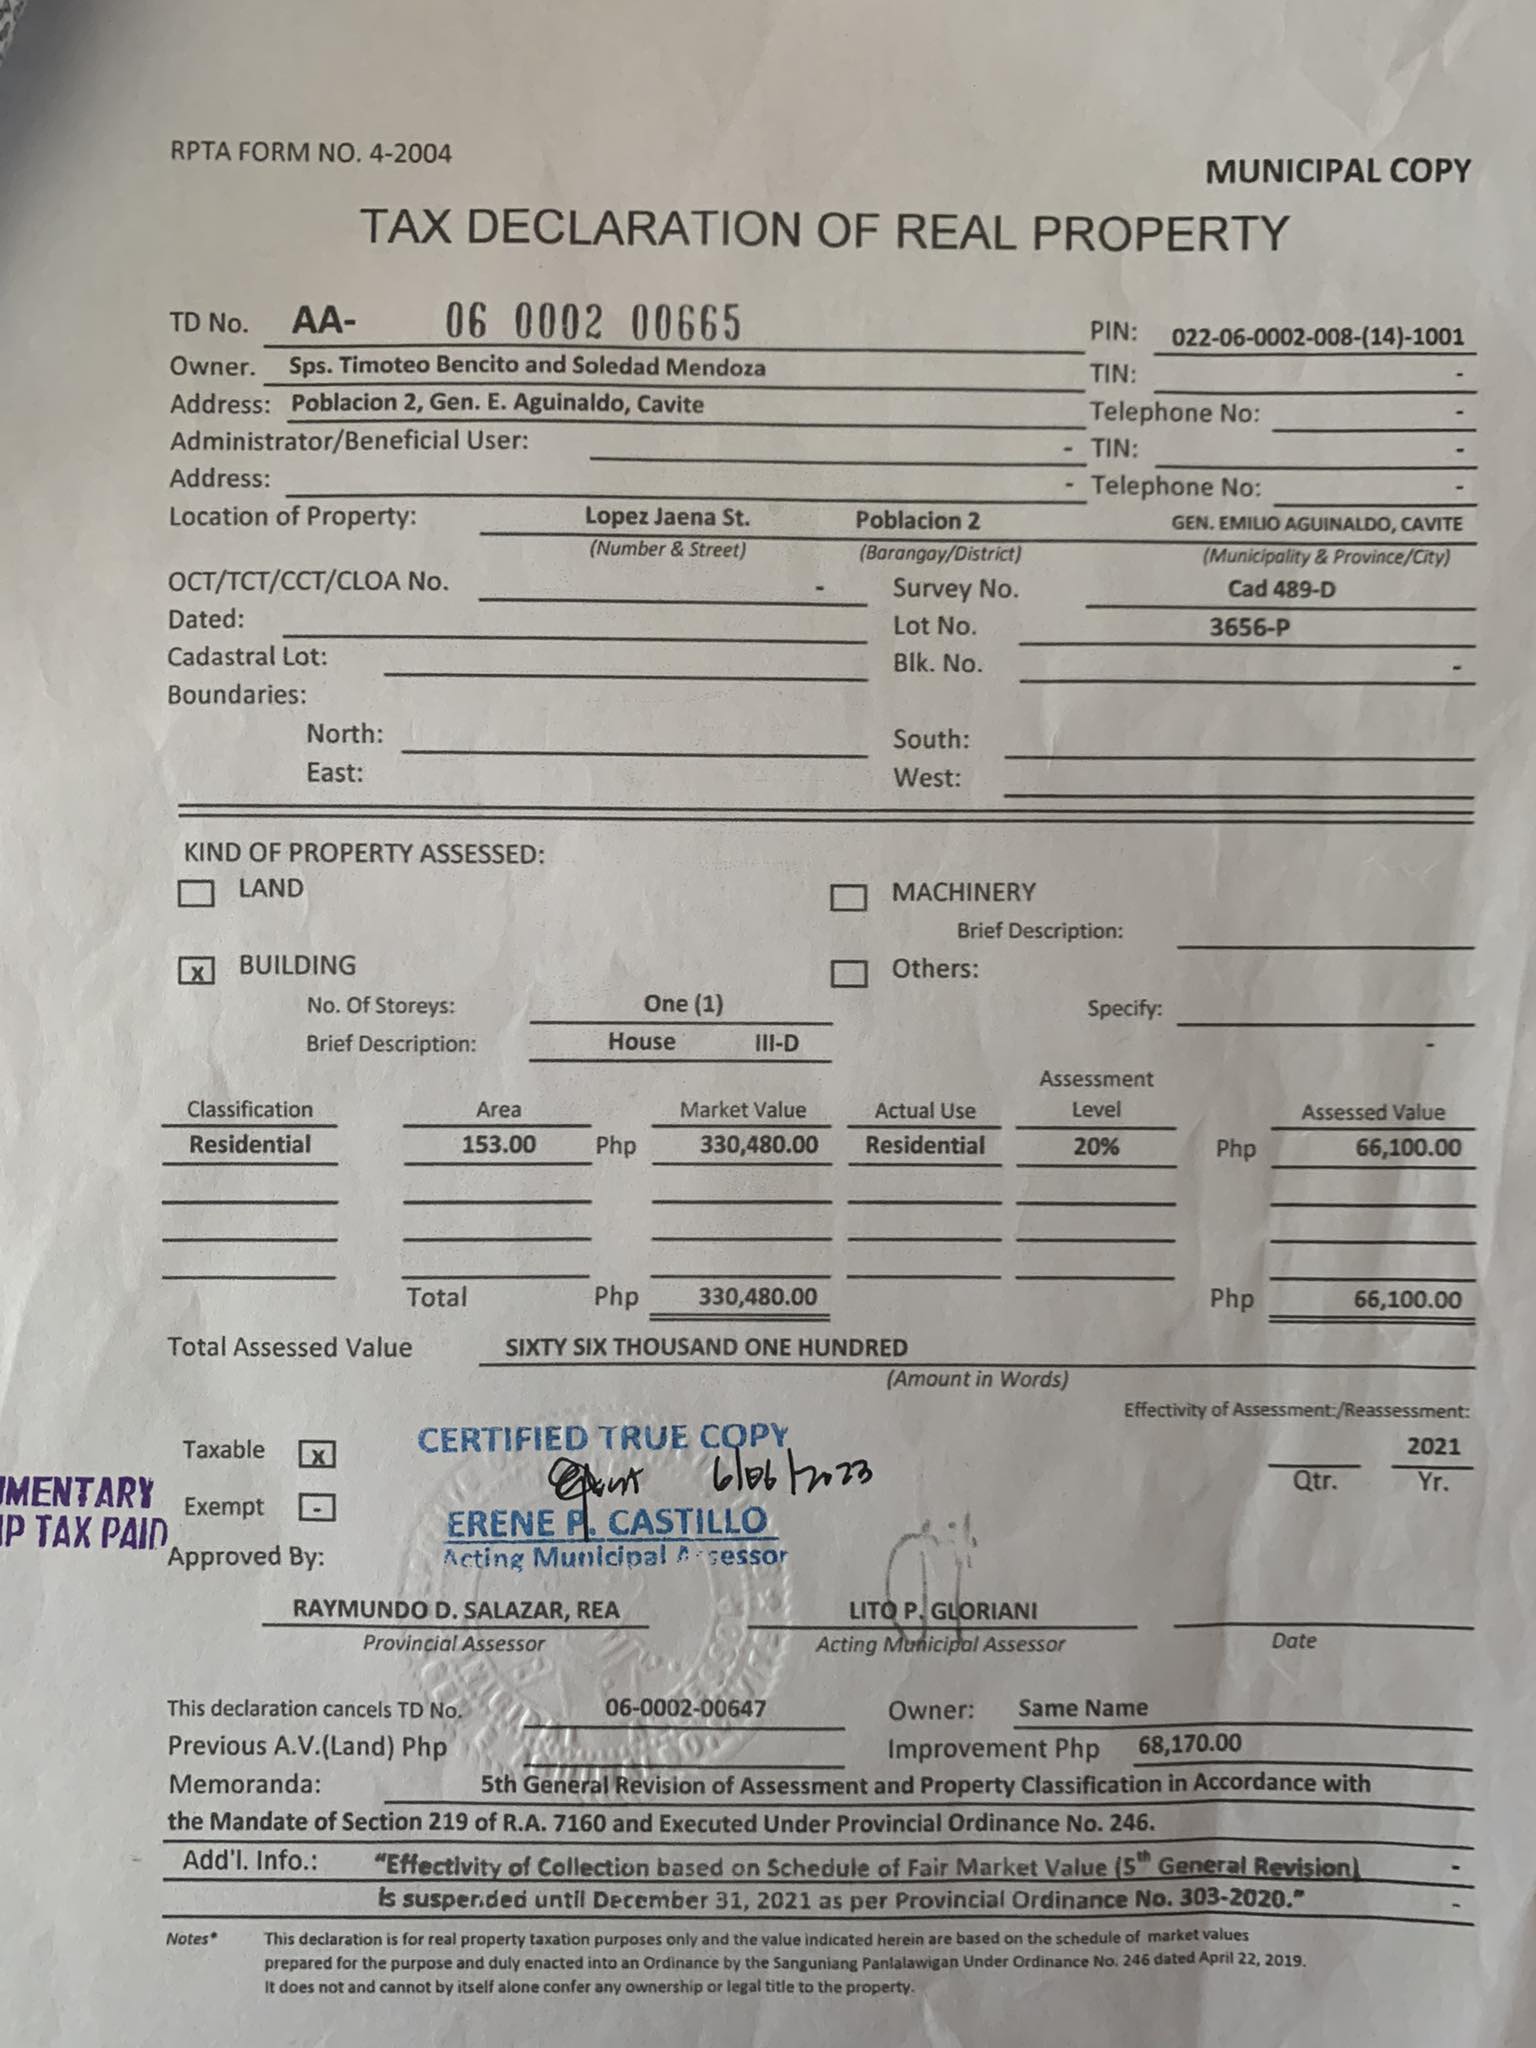 RPTA FORM NO. 4-2004
MUNICIPAL COPY
TAX DECLARATION OF REAL PROPERTY
TD No. AA- 06 0002 00665 PIN: 022-06-0002-008-(14)-1001
Owner. Sps. Timoteo Bencito and Soledad Mendoza TIN: -
Address: Poblacion 2, Gen. E. Aguinaldo, Cavite Telephone No: -
Administrator/Beneficial User: - TIN: -
Address: - Telephone No: -
Location of Property: Lopez Jaena St. Poblacion 2 GEN. EMILIO AGUINALDO, CAVITE
(Number & Street) (Barangay/District) (Municipality & Province/City)
OCT/TCT/CCT/CLOA No. - Survey No. Cad 489-D
Dated: Lot No. 3656-P
Cadastral Lot: Blk. No. -
Boundaries:
North: South:
East: West:
KIND OF PROPERTY ASSESSED:
LAND MACHINERY
Brief Description:
x BUILDING Others:
No. Of Storeys: One (1) Specify:
Brief Description: House III-D -
Assessment
Classification Area Market Value Actual Use Level Assessed Value
Residential 153.00 Php 330,480.00 Residential 20% Php 66,100.00
Total Php 330,480.00 Php 66,100.00
Total Assessed Value SIXTY SIX THOUSAND ONE HUNDRED
(Amount in Words)
Effectivity of Assessment:/Reassessment:
CERTIFIED TRUE COPY
Taxable x 2021
6/06/2023
Qtr. Yr.
UMENTARY
Exempt -
ERENE P. CASTILLO
P TAX PAID
Approved By: Acting Municipal Assessor
RAYMUNDO D. SALAZAR, REA LITO P. GLORIANI
Provincial Assessor Acting Municipal Assessor Date
This declaration cancels TD No. 06-0002-00647 Owner: Same Name
Previous A.V.(Land) Php Improvement Php 68,170.00
Memoranda: 5th General Revision of Assessment and Property Classification in Accordance with
the Mandate of Section 219 of R.A. 7160 and Executed Under Provincial Ordinance No. 246.
Add'l. Info.: "Effectivity of Collection based on Schedule of Fair Market Value (5th General Revision) -
Is suspended until December 31, 2021 as per Provincial Ordinance No. 303-2020." -
Notes* This declaration is for real property taxation purposes only and the value indicated herein are based on the schedule of market values
prepared for the purpose and duly enacted into an Ordinance by the Sanguniang Panlalawigan Under Ordinance No. 246 dated April 22, 2019.
It does not and cannot by itself alone confer any ownership or legal title to the property.